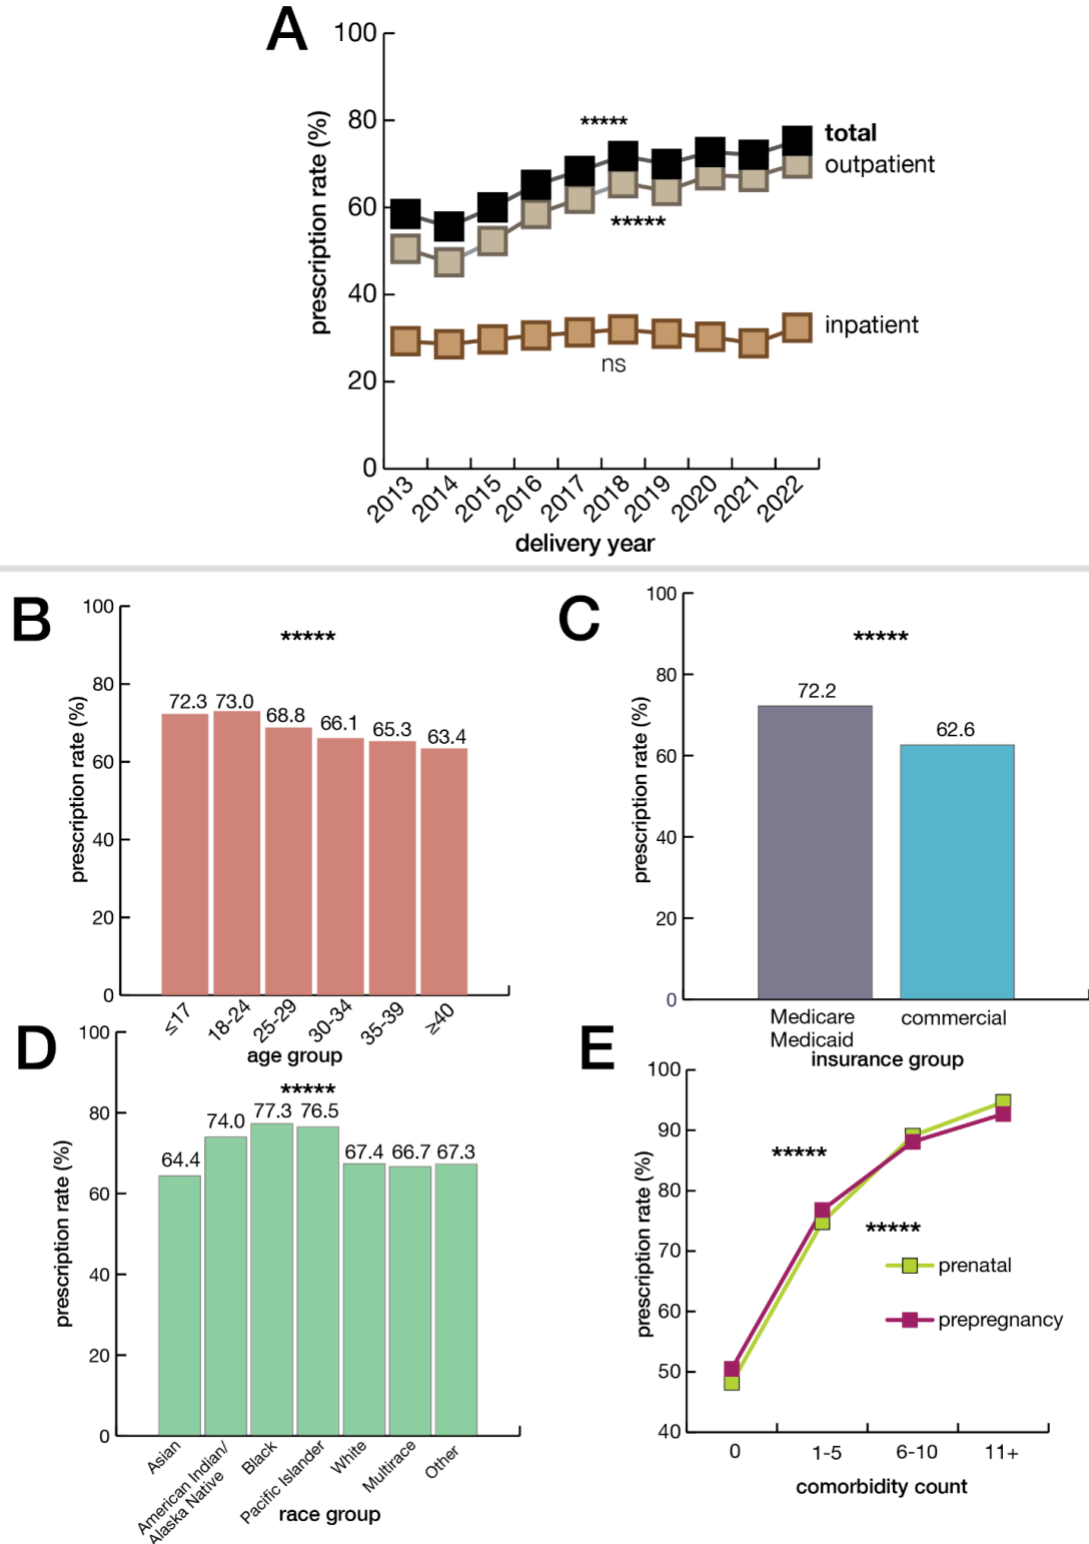 A
100
80
60
40
20
0
prescription rate (%)
*****
total
outpatient
*****
inpatient
ns
2013
2014
2015
2016
2017
2018
2019
2020
2021
2022
delivery year
B
100
80
60
40
20
0
prescription rate (%)
*****
72.3
73.0
68.8
66.1
65.3
63.4
≤17
18-24
25-29
30-34
35-39
≥40
age group
C
100
80
60
40
20
0
prescription rate (%)
*****
72.2
62.6
Medicare
Medicaid
commercial
insurance group
D
100
80
60
40
20
0
prescription rate (%)
*****
64.4
74.0
77.3
76.5
67.4
66.7
67.3
Asian
American Indian/
Alaska Native
Black
Pacific Islander
White
Multirace
Other
race group
E
100
90
80
70
60
50
40
prescription rate (%)
*****
*****
prenatal
prepregnancy
0
1-5
6-10
11+
comorbidity count